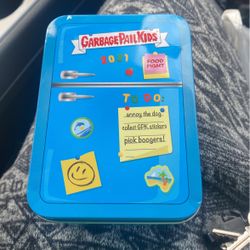 GARBAGE PAIL KIDS
2021
FOOD
FIGHT
TO DO:
annoy the dog
collect GPK stickers
pick boogers!